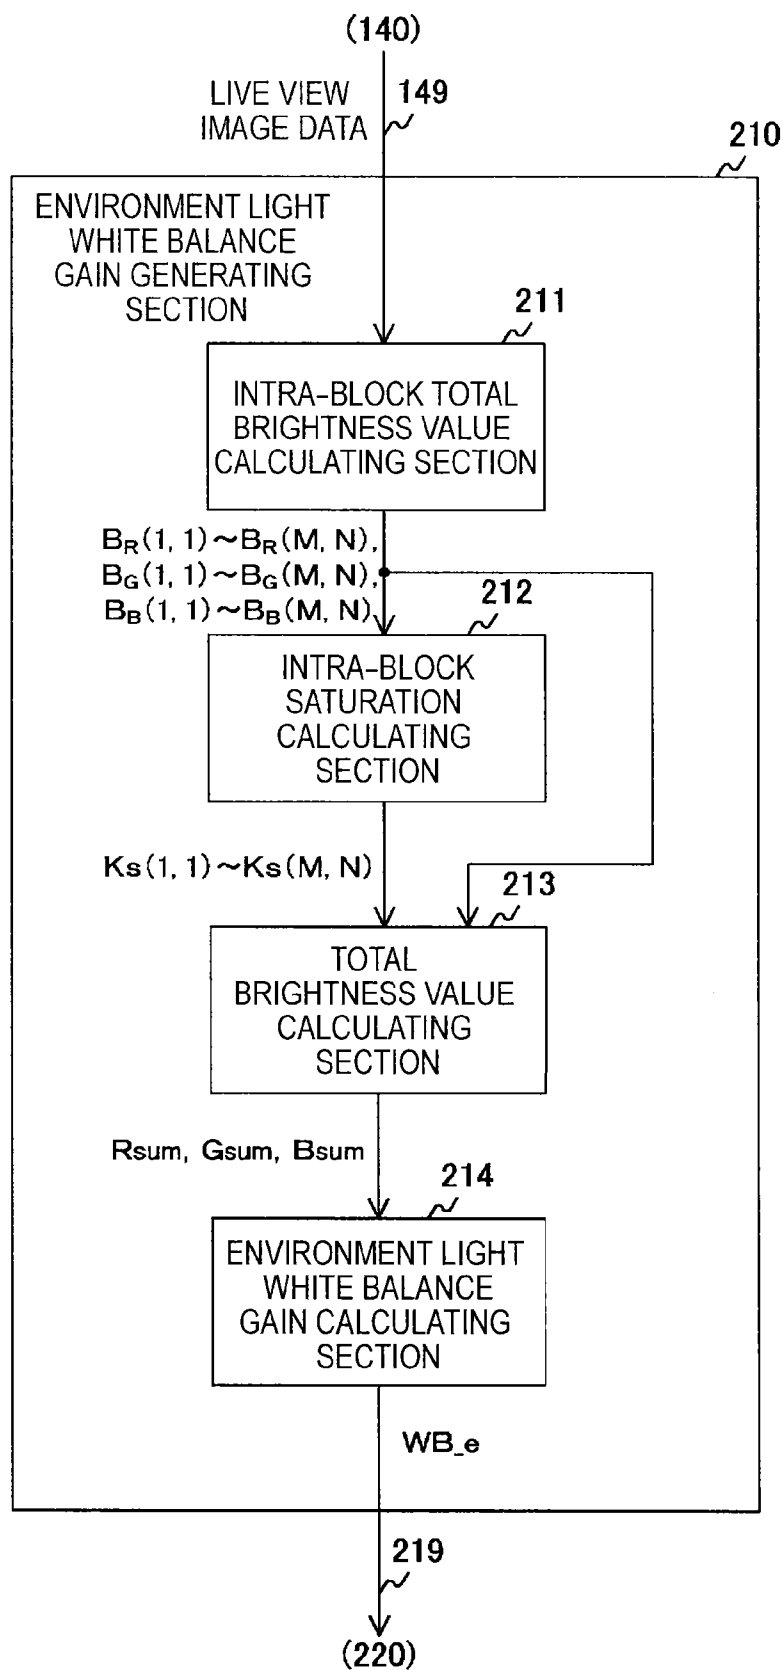 (140)
LIVE VIEW
IMAGE DATA
149
210
ENVIRONMENT LIGHT
WHITE BALANCE
GAIN GENERATING
SECTION
211
INTRA-BLOCK TOTAL
BRIGHTNESS VALUE
CALCULATING SECTION
BR(1, 1)~BR(M, N),
BG(1, 1)~BG(M, N),
BB(1, 1)~BB(M, N)
212
INTRA-BLOCK
SATURATION
CALCULATING
SECTION
Ks(1, 1)~Ks(M, N)
213
TOTAL
BRIGHTNESS VALUE
CALCULATING
SECTION
Rsum, Gsum, Bsum
214
ENVIRONMENT LIGHT
WHITE BALANCE
GAIN CALCULATING
SECTION
WB_e
219
(220)